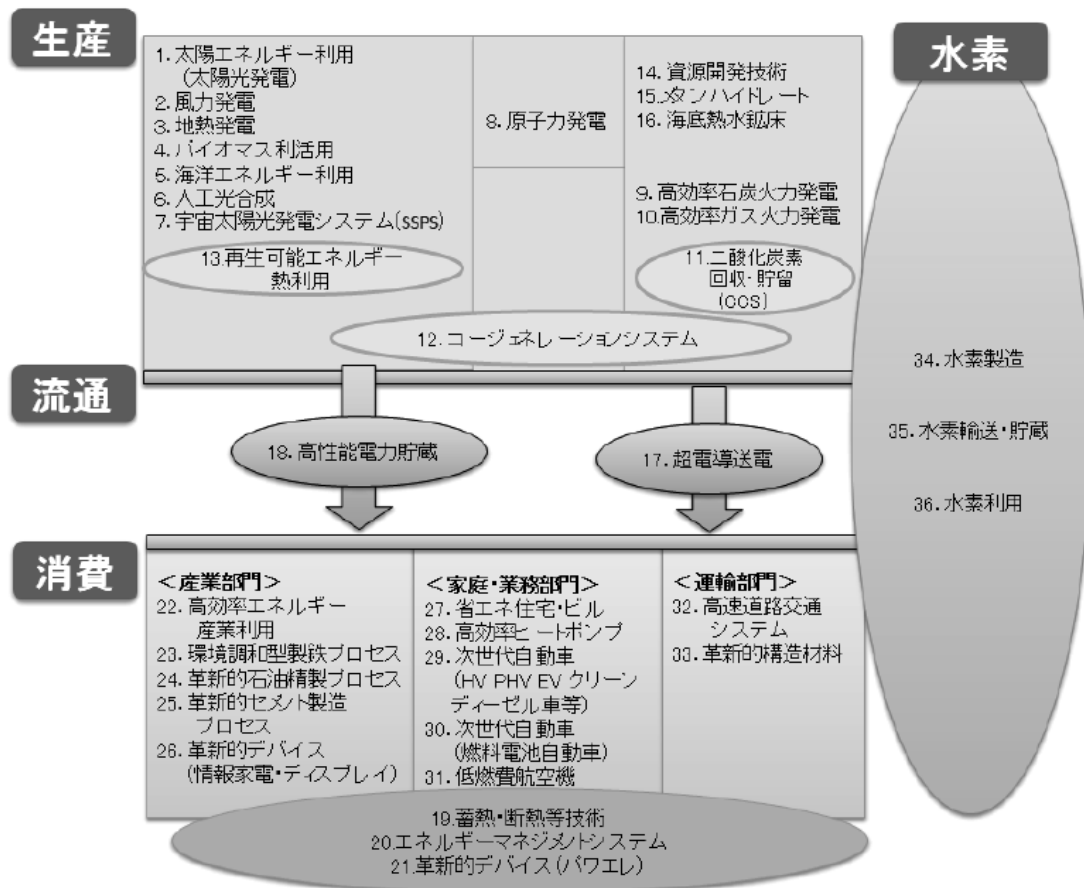 生産
1. 太陽エネルギー利用
(太陽光発電)
2. 風力発電
3. 地熱発電
4. バイオマス利活用
5. 海洋エネルギー利用
6. 人工光合成
7. 宇宙太陽光発電システム(SSPS)
13. 再生可能エネルギー
熱利用
8. 原子力発電
14. 資源開発技術
15. メタンハイドレート
16. 海底熱水鉱床
9. 高効率石炭火力発電
10. 高効率ガス火力発電
11. 二酸化炭素
回収・貯留
(CCS)
12. コージェネレーションシステム
流通
18. 高性能電力貯蔵
17. 超電導送電
消費
<産業部門>
22. 高効率エネルギー
産業利用
23. 環境調和型製鉄プロセス
24. 革新的石油精製プロセス
25. 革新的セメント製造
プロセス
26. 革新的デバイス
(情報家電・ディスプレイ)
<家庭・業務部門>
27. 省エネ住宅・ビル
28. 高効率ヒートポンプ
29. 次世代自動車
(HV PHV EV クリーン
ディーゼル車等)
30. 次世代自動車
(燃料電池自動車)
31. 低燃費航空機
<運輸部門>
32. 高速道路交通
システム
33. 革新的構造材料
19. 蓄熱・断熱等技術
20. エネルギーマネジメントシステム
21. 革新的デバイス(パワエレ)
水素
34. 水素製造
35. 水素輸送・貯蔵
36. 水素利用